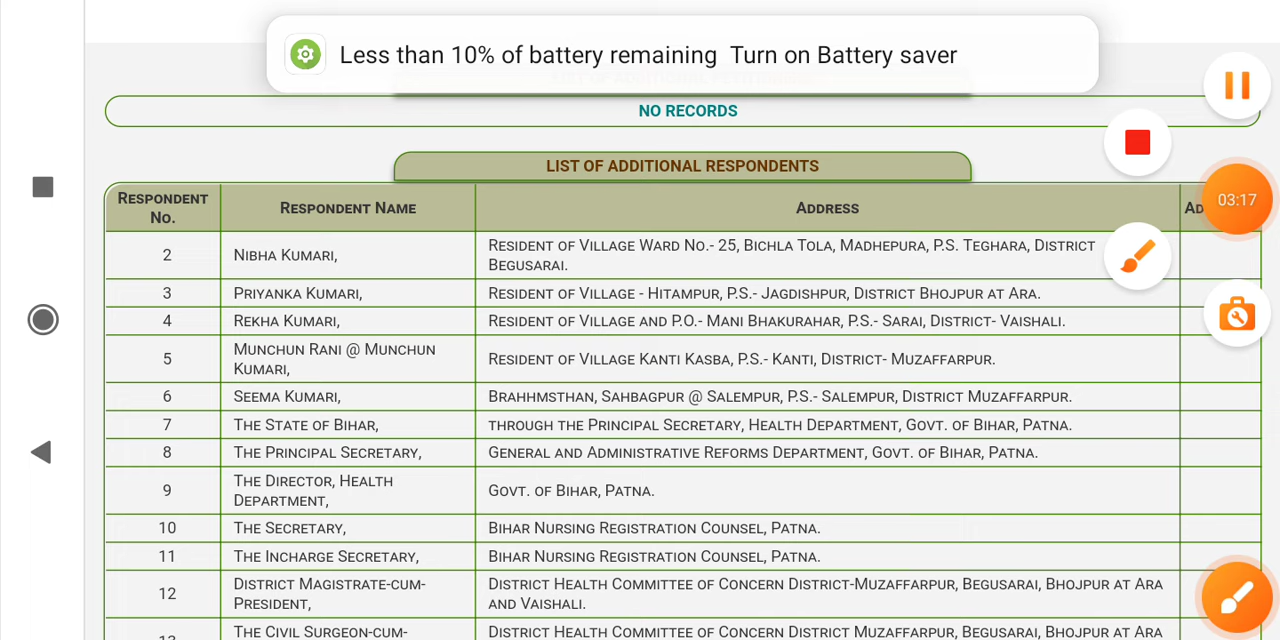 Less than 10% of battery remaining Turn on Battery saver
NO RECORDS
LIST OF ADDITIONAL RESPONDENTS
RESPONDENT NO. RESPONDENT NAME ADDRESS
03:17
2 NIBHA KUMARI, RESIDENT OF VILLAGE WARD NO.- 25, BICHLA TOLA, MADHEPURA, P.S. TEGHARA, DISTRICT
BEGUSARAI.
3 PRIYANKA KUMARI, RESIDENT OF VILLAGE - HITAMPUR, P.S.- JAGDISHPUR, DISTRICT BHOJPUR AT ARA.
4 REKHA KUMARI, RESIDENT OF VILLAGE AND P.O.- MANI BHAKURAHAR, P.S.- SARAI, DISTRICT- VAISHALI.
5 MUNCHUN RANI @ MUNCHUN
KUMARI, RESIDENT OF VILLAGE KANTI KASBA, P.S.- KANTI, DISTRICT- MUZAFFARPUR.
6 SEEMA KUMARI, BRAHHMSTHAN, SAHBAGPUR @ SALEMPUR, P.S.- SALEMPUR, DISTRICT MUZAFFARPUR.
7 THE STATE OF BIHAR, THROUGH THE PRINCIPAL SECRETARY, HEALTH DEPARTMENT, GOVT. OF BIHAR, PATNA.
8 THE PRINCIPAL SECRETARY, GENERAL AND ADMINISTRATIVE REFORMS DEPARTMENT, GOVT. OF BIHAR, PATNA.
9 THE DIRECTOR, HEALTH
DEPARTMENT, GOVT. OF BIHAR, PATNA.
10 THE SECRETARY, BIHAR NURSING REGISTRATION COUNSEL, PATNA.
11 THE INCHARGE SECRETARY, BIHAR NURSING REGISTRATION COUNSEL, PATNA.
12 DISTRICT MAGISTRATE-CUM-
PRESIDENT, DISTRICT HEALTH COMMITTEE OF CONCERN DISTRICT-MUZAFFARPUR, BEGUSARAI, BHOJPUR AT ARA
AND VAISHALI.
THE CIVIL SURGEON-CUM- DISTRICT HEALTH COMMITTEE OF CONCERN DISTRICT-MUZAFFARPUR, BEGUSARAI, BHOJPUR AT ARA